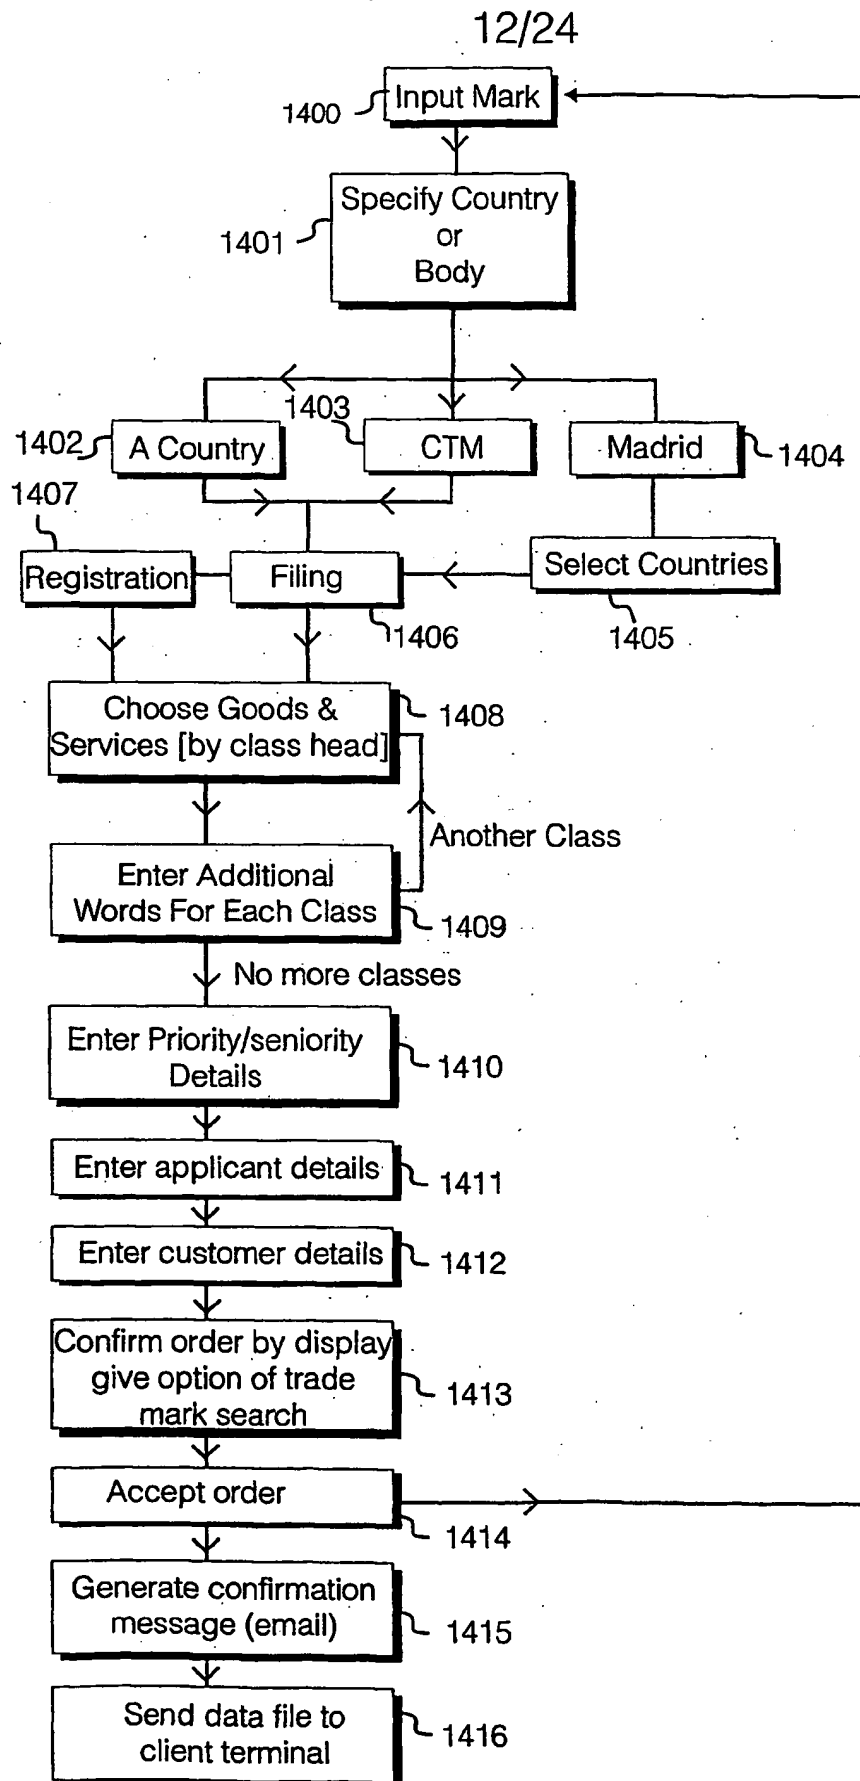 12/24
1400
Input Mark
1401
Specify Country
or
Body
1402
A Country
1403
CTM
Madrid
1404
1407
Registration
Filing
1406
Select Countries
1405
Choose Goods &
Services [by class head]
1408
Another Class
Enter Additional
Words For Each Class
1409
No more classes
Enter Priority/seniority
Details
1410
Enter applicant details
1411
Enter customer details
1412
Confirm order by display
give option of trade
mark search
1413
Accept order
1414
Generate confirmation
message (email)
1415
Send data file to
client terminal
1416